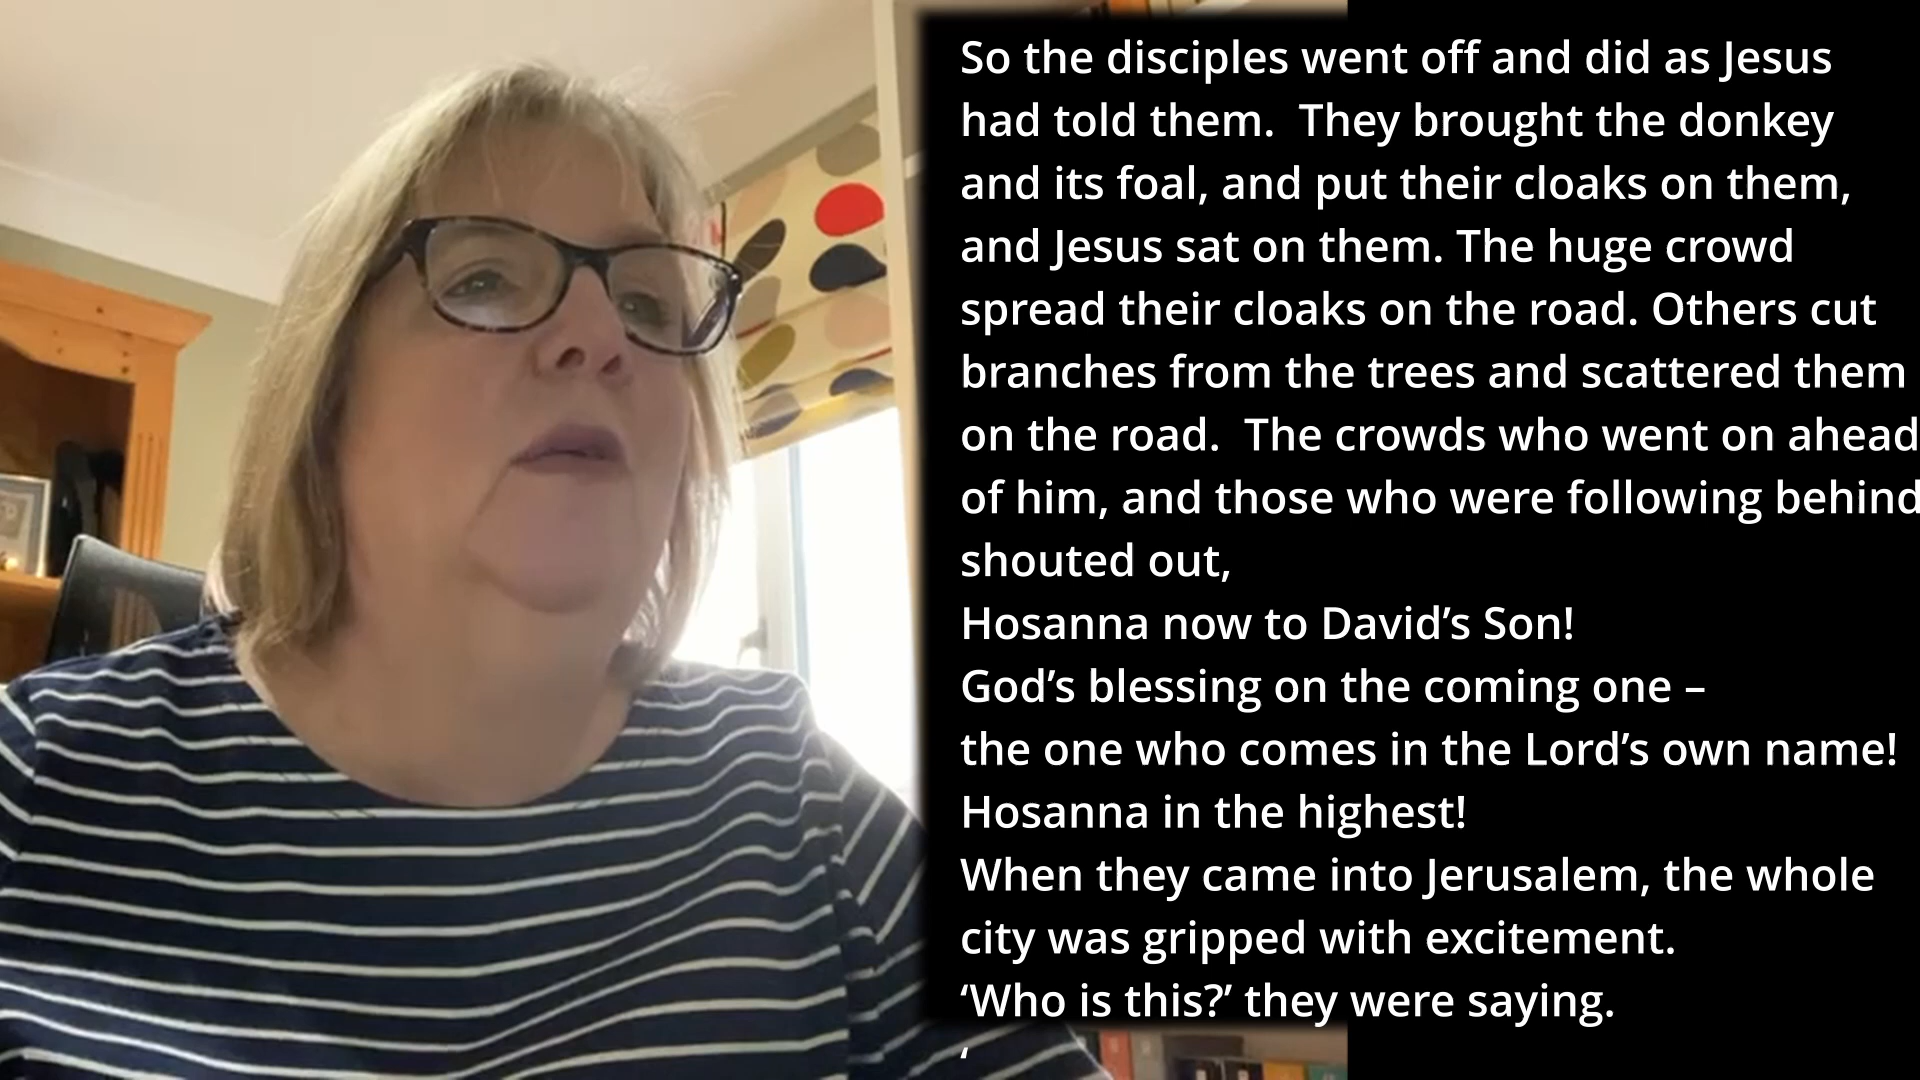 So the disciples went off and did as Jesus
had told them.  They brought the donkey
and its foal, and put their cloaks on them,
and Jesus sat on them. The huge crowd
spread their cloaks on the road. Others cut
branches from the trees and scattered them
on the road.  The crowds who went on ahead
of him, and those who were following behind
shouted out,
Hosanna now to David’s Son!
God’s blessing on the coming one –
the one who comes in the Lord’s own name!
Hosanna in the highest!
When they came into Jerusalem, the whole
city was gripped with excitement.
‘Who is this?’ they were saying.
‘